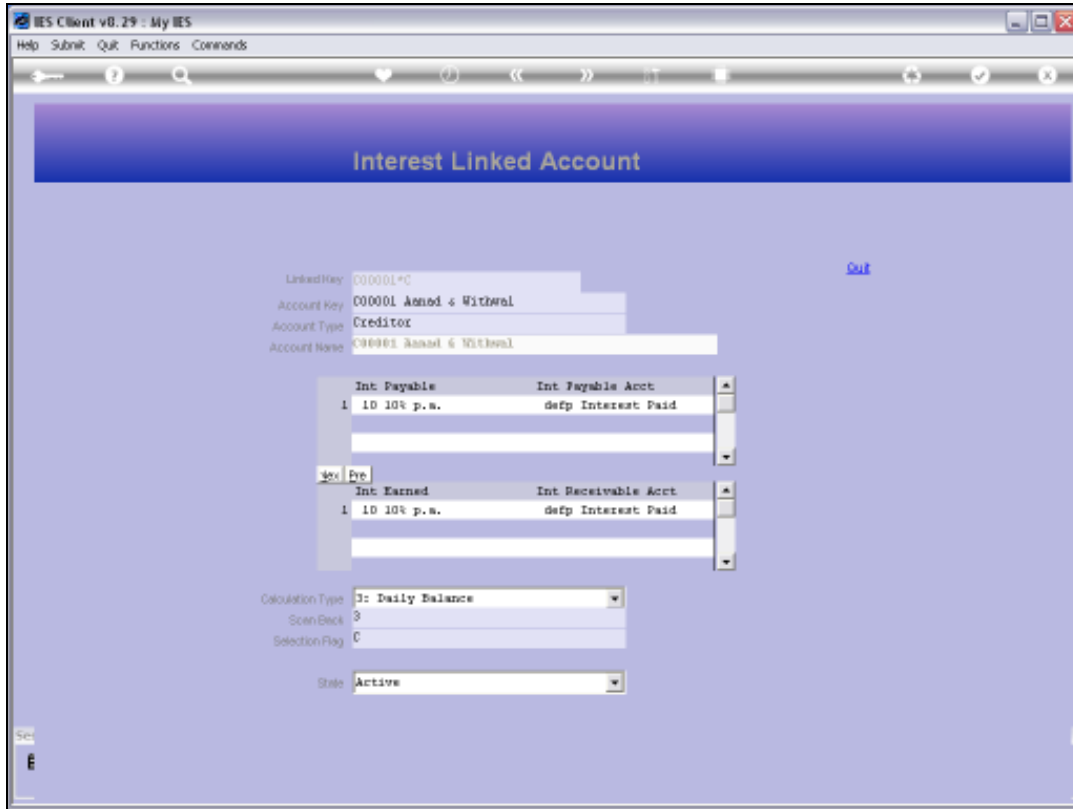 IES Client v8.29 : My IES
Help Submit Quit Functions Commands
Interest Linked Account
Quit
Linked Key C00001*C
Account Key C00001 Annad & Withwal
Account Type Creditor
Account Name C00001 Annad & Withwal
Int Payable Int Payable Acct
1 10 10% p.a. defp Interest Paid
Nex Pre
Int Earned Int Receivable Acct
1 10 10% p.a. defp Interest Paid
Calculation Type 3: Daily Balance
Scan Back 3
Selection Flag C
State Active
Se